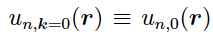 u_{n,k=0}(r) ≡ u_{n,0}(r)